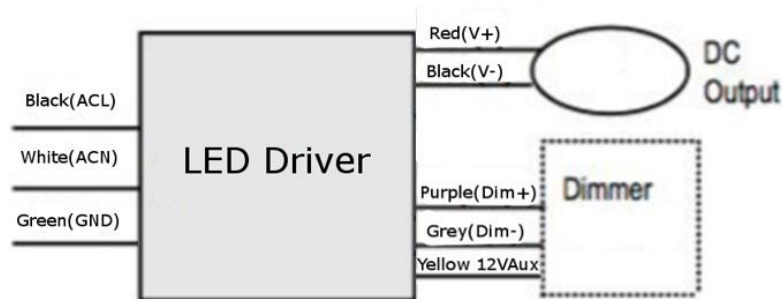 Red(V+)
Black(V-)
DC
Output
Black(ACL)
White(ACN)
Green(GND)
LED Driver
Purple(Dim+)
Grey(Dim-)
Yellow 12VAux
Dimmer